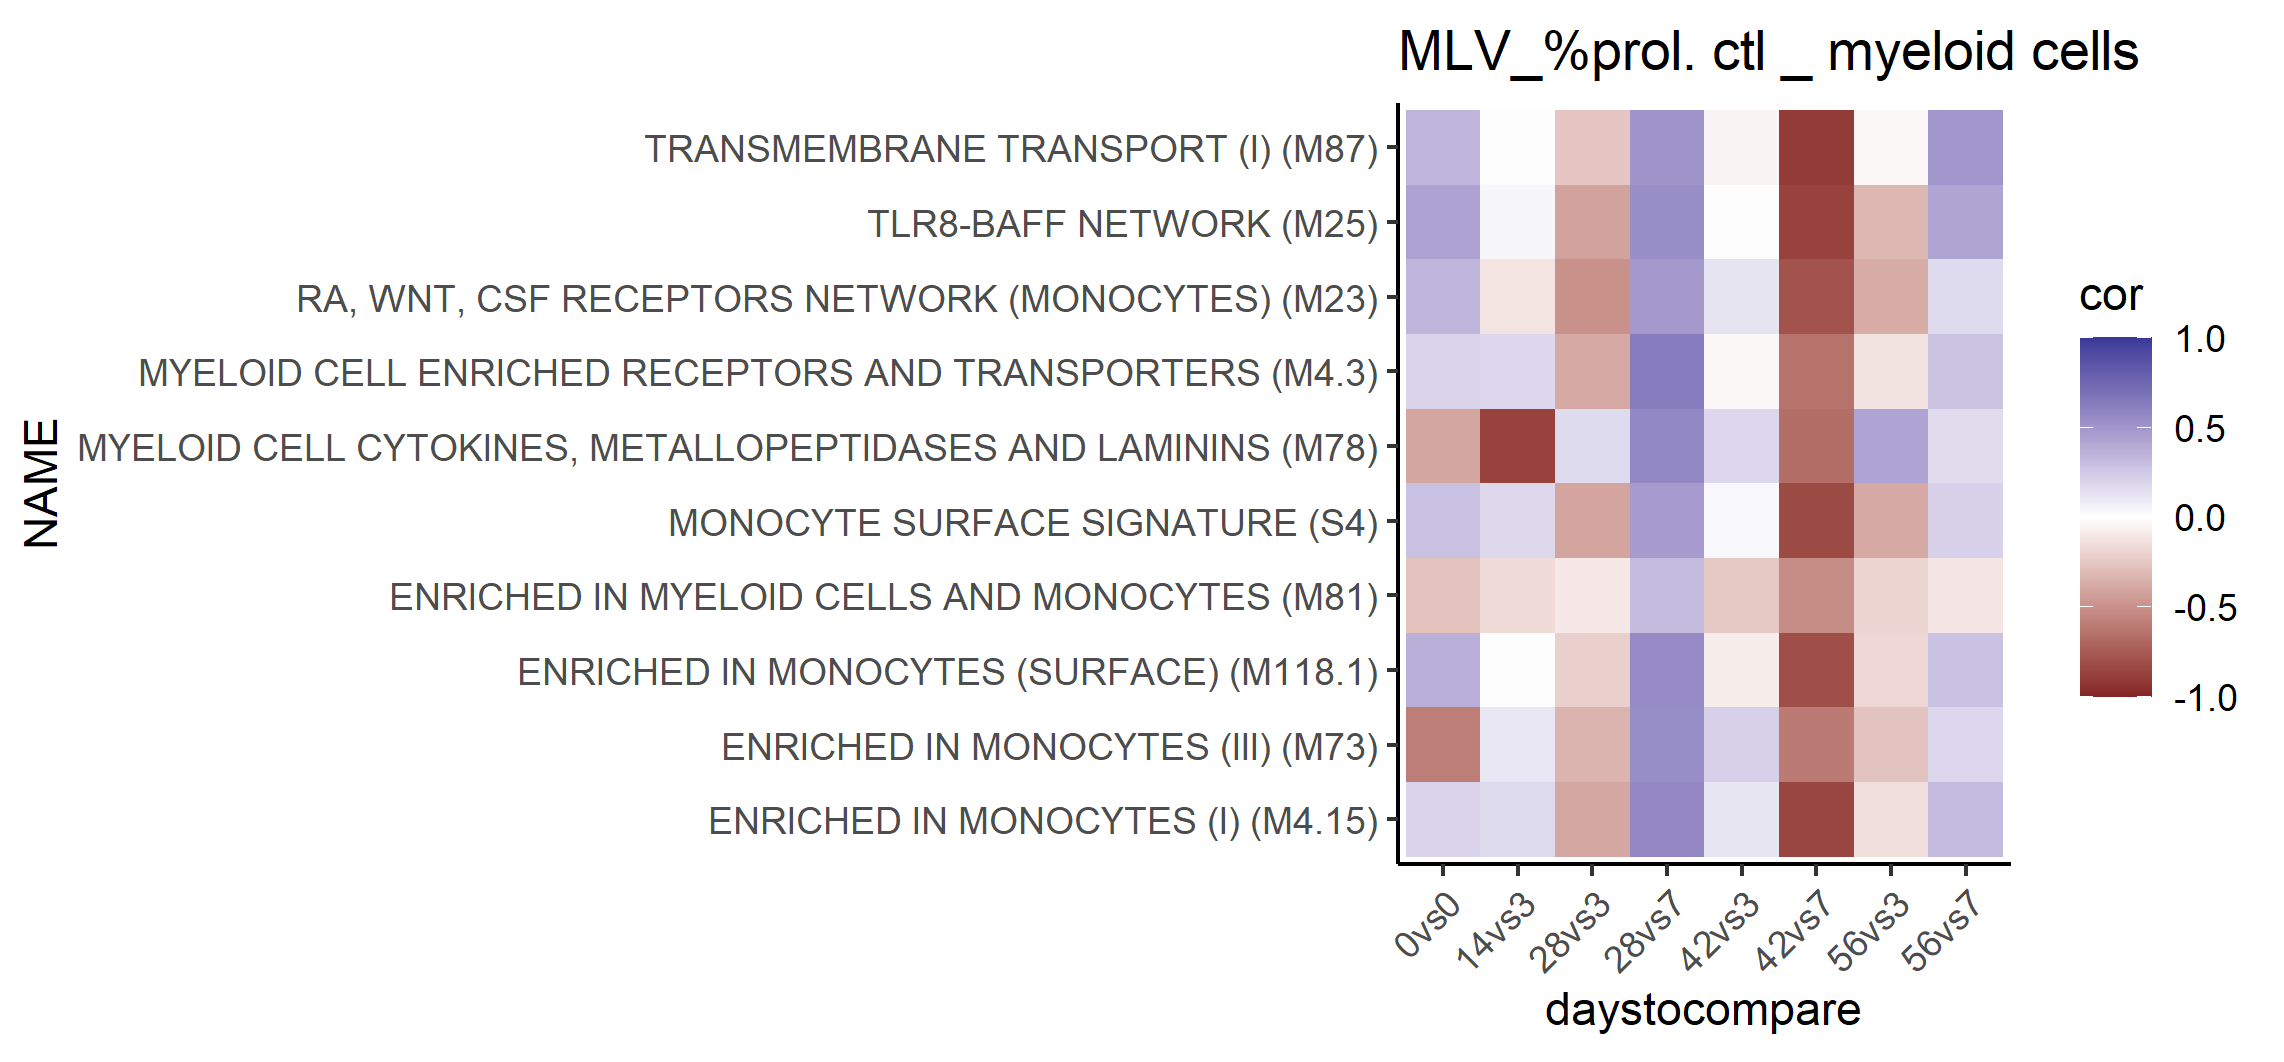 MLV_%prol. ctl _ myeloid cells
TRANSMEMBRANE TRANSPORT (I) (M87)
TLR8-BAFF NETWORK (M25)
RA, WNT, CSF RECEPTORS NETWORK (MONOCYTES) (M23)
MYELOID CELL ENRICHED RECEPTORS AND TRANSPORTERS (M4.3)
MYELOID CELL CYTOKINES, METALLOPEPTIDASES AND LAMININS (M78)
MONOCYTE SURFACE SIGNATURE (S4)
ENRICHED IN MYELOID CELLS AND MONOCYTES (M81)
ENRICHED IN MONOCYTES (SURFACE) (M118.1)
ENRICHED IN MONOCYTES (III) (M73)
ENRICHED IN MONOCYTES (I) (M4.15)
NAME
0vs0
14vs3
28vs3
28vs7
42vs3
42vs7
56vs3
56vs7
daystocompare
cor
1.0
0.5
0.0
-0.5
-1.0